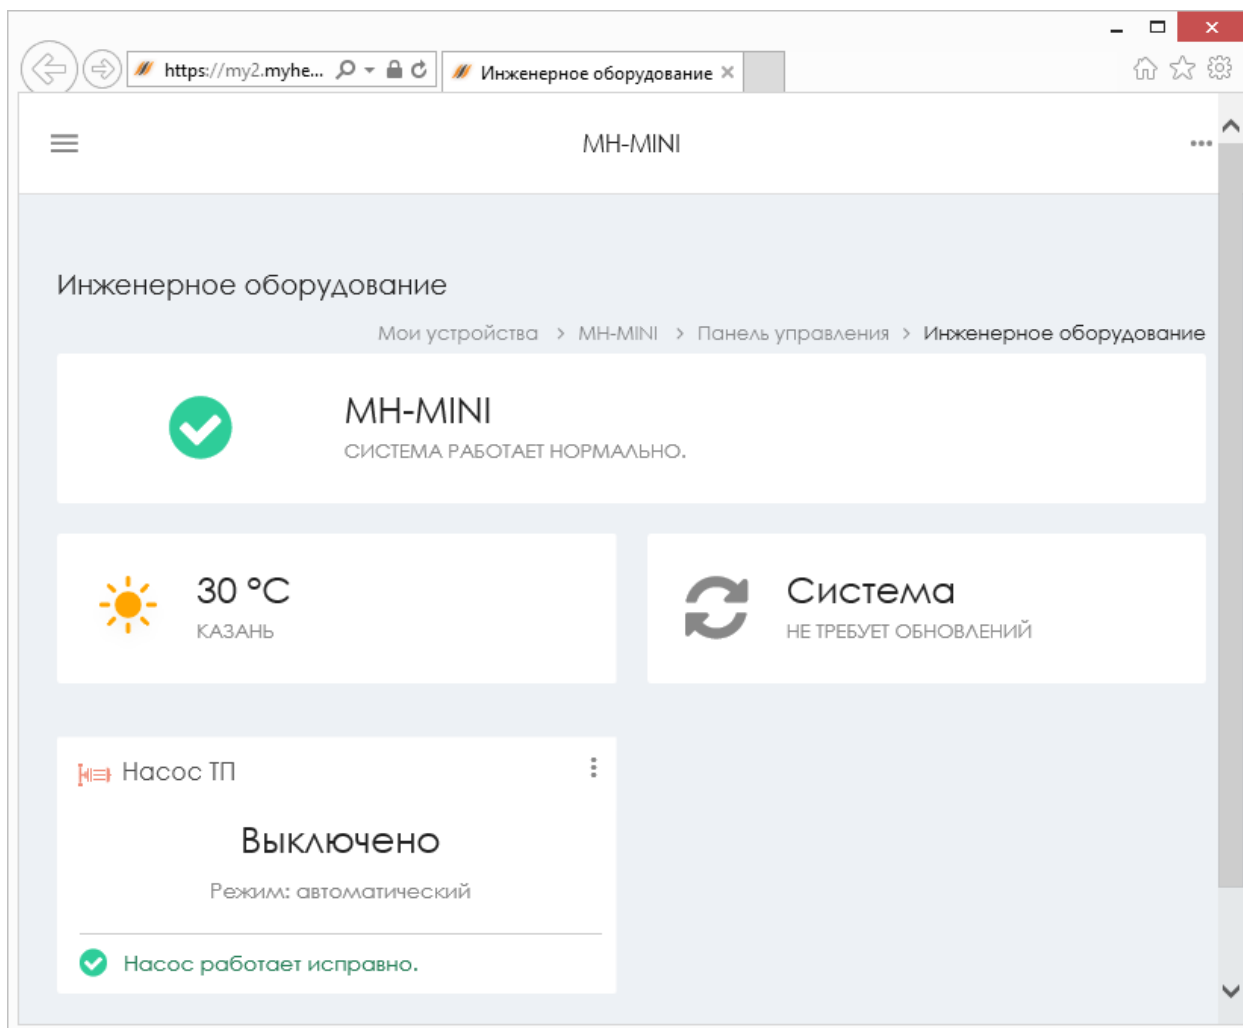 https://my2.myhe...
Инженерное оборудование
MH-MINI
Инженерное оборудование
Мои устройства > MH-MINI > Панель управления > Инженерное оборудование
MH-MINI
СИСТЕМА РАБОТАЕТ НОРМАЛЬНО.
30 °C
КАЗАНЬ
Система
НЕ ТРЕБУЕТ ОБНОВЛЕНИЙ
Насос ТП
Выключено
Режим: автоматический
Насос работает исправно.